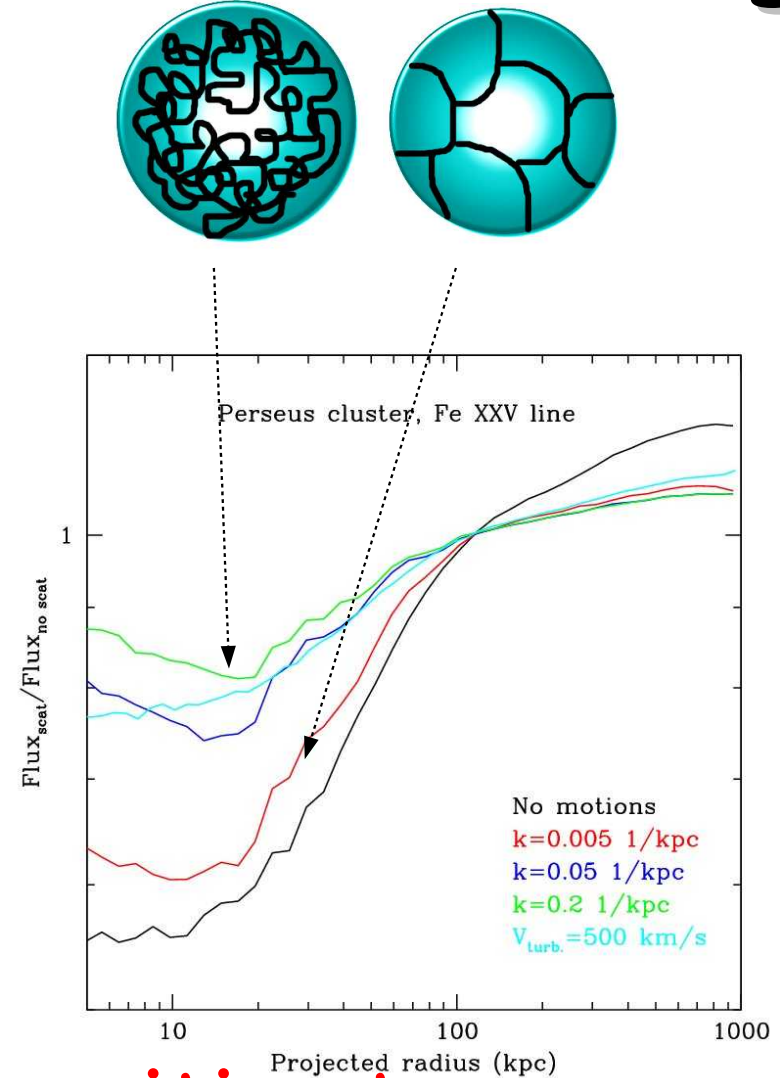 Perseus cluster, Fe XXV line
1
Flux_scat/Flux_no scat
No motions
k=0.005 1/kpc
k=0.05 1/kpc
k=0.2 1/kpc
V_turb.=500 km/s
10 100 1000
Projected radius (kpc)